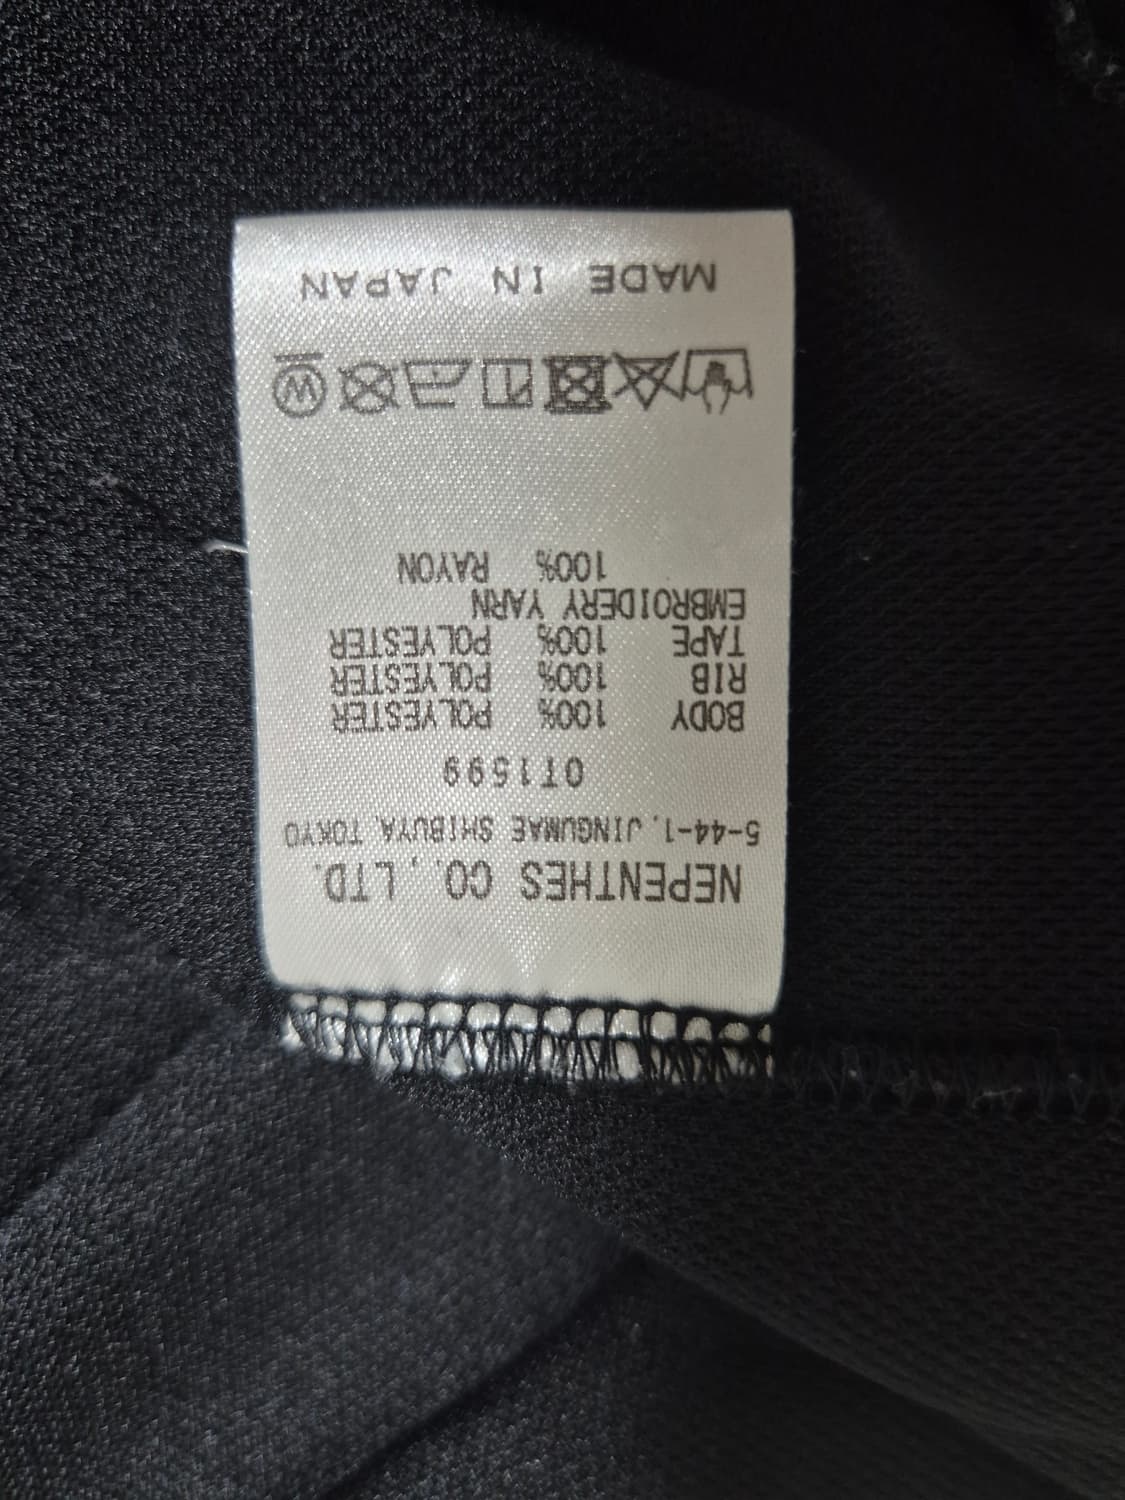 NEPENTHES CO., LTD.
5-44-1, JINGUMAE SHIBUYA TOKYO
OT1599
BODY 100% POLYESTER
RIB 100% POLYESTER
TAPE 100% POLYESTER
EMBROIDERY YARN
100% RAYON
W
MADE IN JAPAN